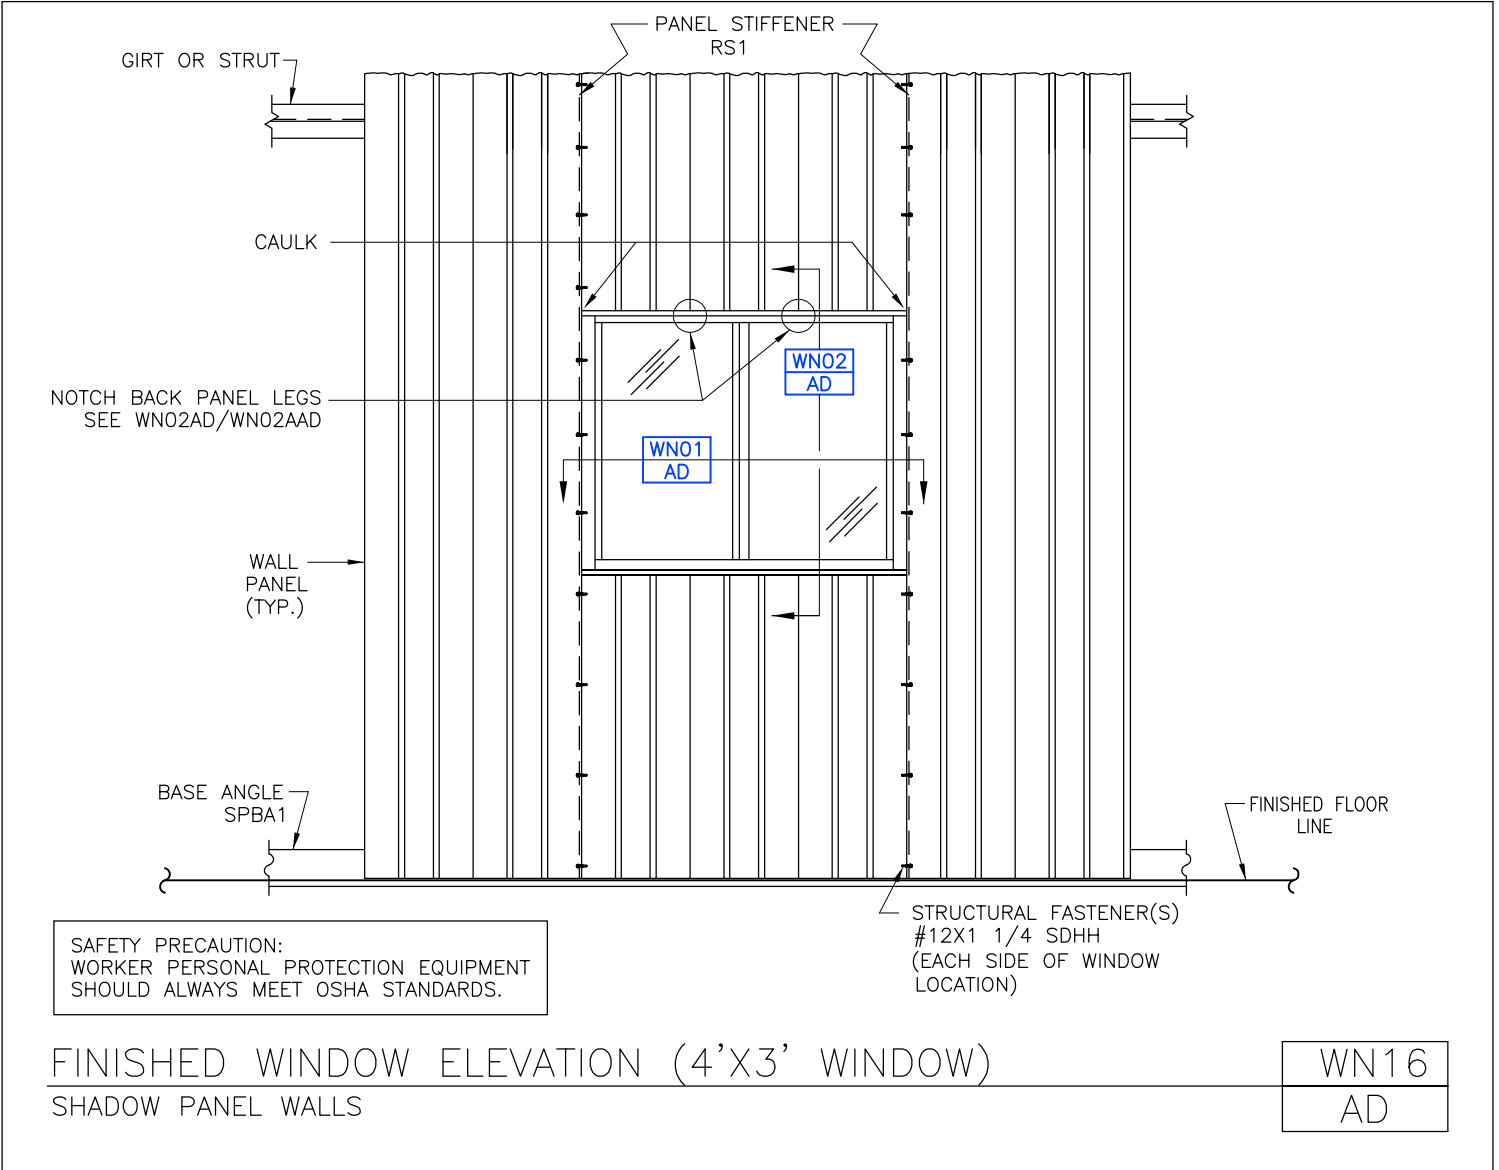 PANEL STIFFENER
RS1
GIRT OR STRUT
CAULK
NOTCH BACK PANEL LEGS
SEE WN02AD/WN02AAD
WN02
AD
WN01
AD
WALL
PANEL
(TYP.)
BASE ANGLE
SPBA1
FINISHED FLOOR
LINE
STRUCTURAL FASTENER(S)
#12X1 1/4 SDHH
(EACH SIDE OF WINDOW
LOCATION)
SAFETY PRECAUTION:
WORKER PERSONAL PROTECTION EQUIPMENT
SHOULD ALWAYS MEET OSHA STANDARDS.
FINISHED WINDOW ELEVATION (4'X3' WINDOW)
SHADOW PANEL WALLS
WN16
AD